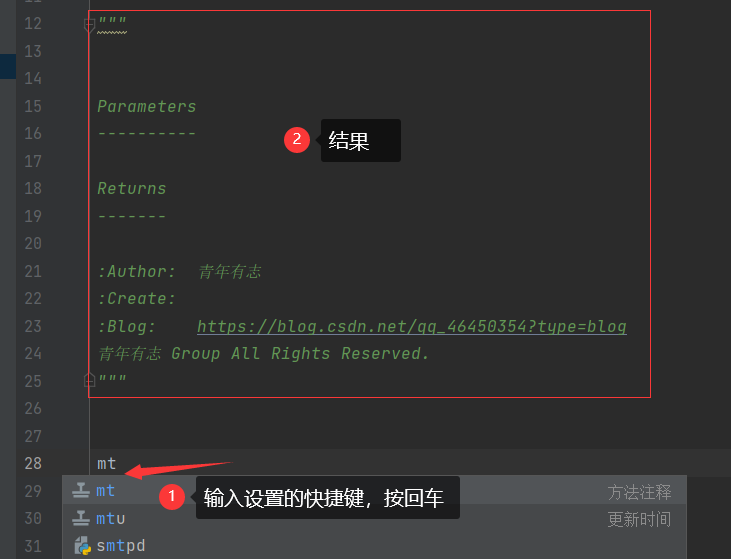 11
12 """
13
14
15 Parameters
16 ----------
2 结果
17
18 Returns
19 -------
20
21 :Author: 青年有志
22 :Create:
23 :Blog: https://blog.csdn.net/qq_46450354?type=blog
24 青年有志 Group All Rights Reserved.
25 """
26
27
28 mt
29 mt 方法注释
1 输入设置的快捷键，按回车
30 mtu 更新时间
31 smtpd